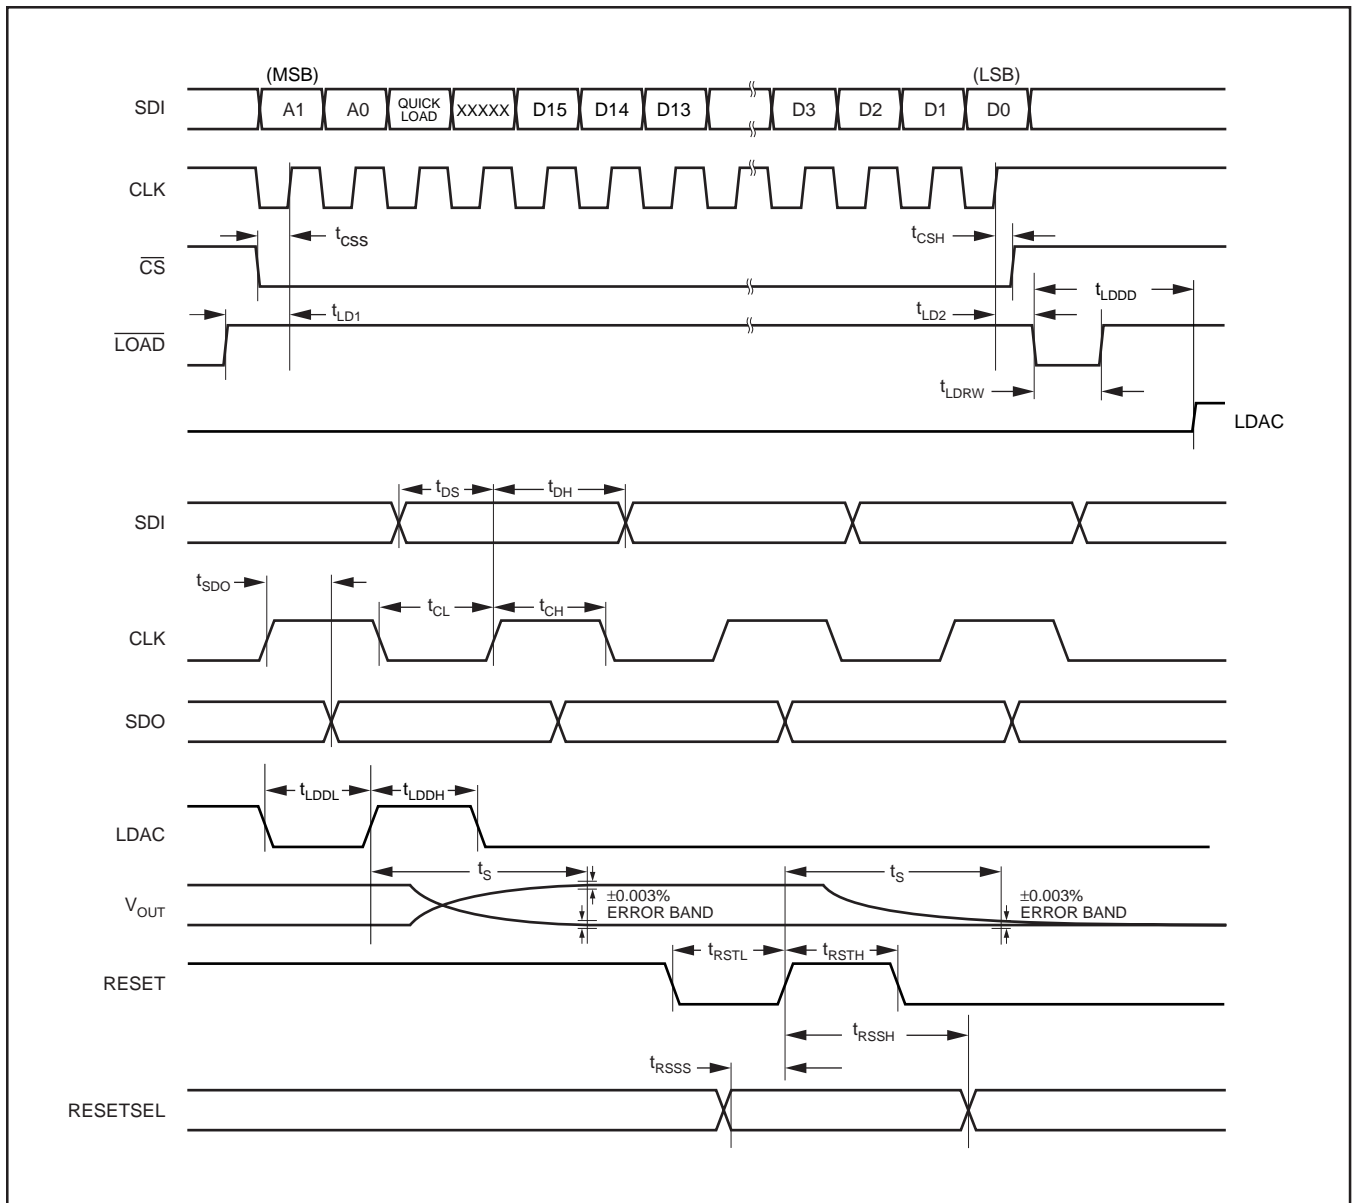 (MSB) (LSB)
SDI A1 A0 QUICK LOAD XXXXX D15 D14 D13 D3 D2 D1 D0
CLK
tCSS tCSH
CS
tLDDD
tLD1 tLD2
LOAD
tLDRW
LDAC
tDS tDH
SDI
tSDO
tCL tCH
CLK
SDO
tLDDL tLDDH
LDAC
tS tS
±0.003% ±0.003%
VOUT ERROR BAND ERROR BAND
tRSTL tRSTH
RESET
tRSSH
tRSSS
RESETSEL